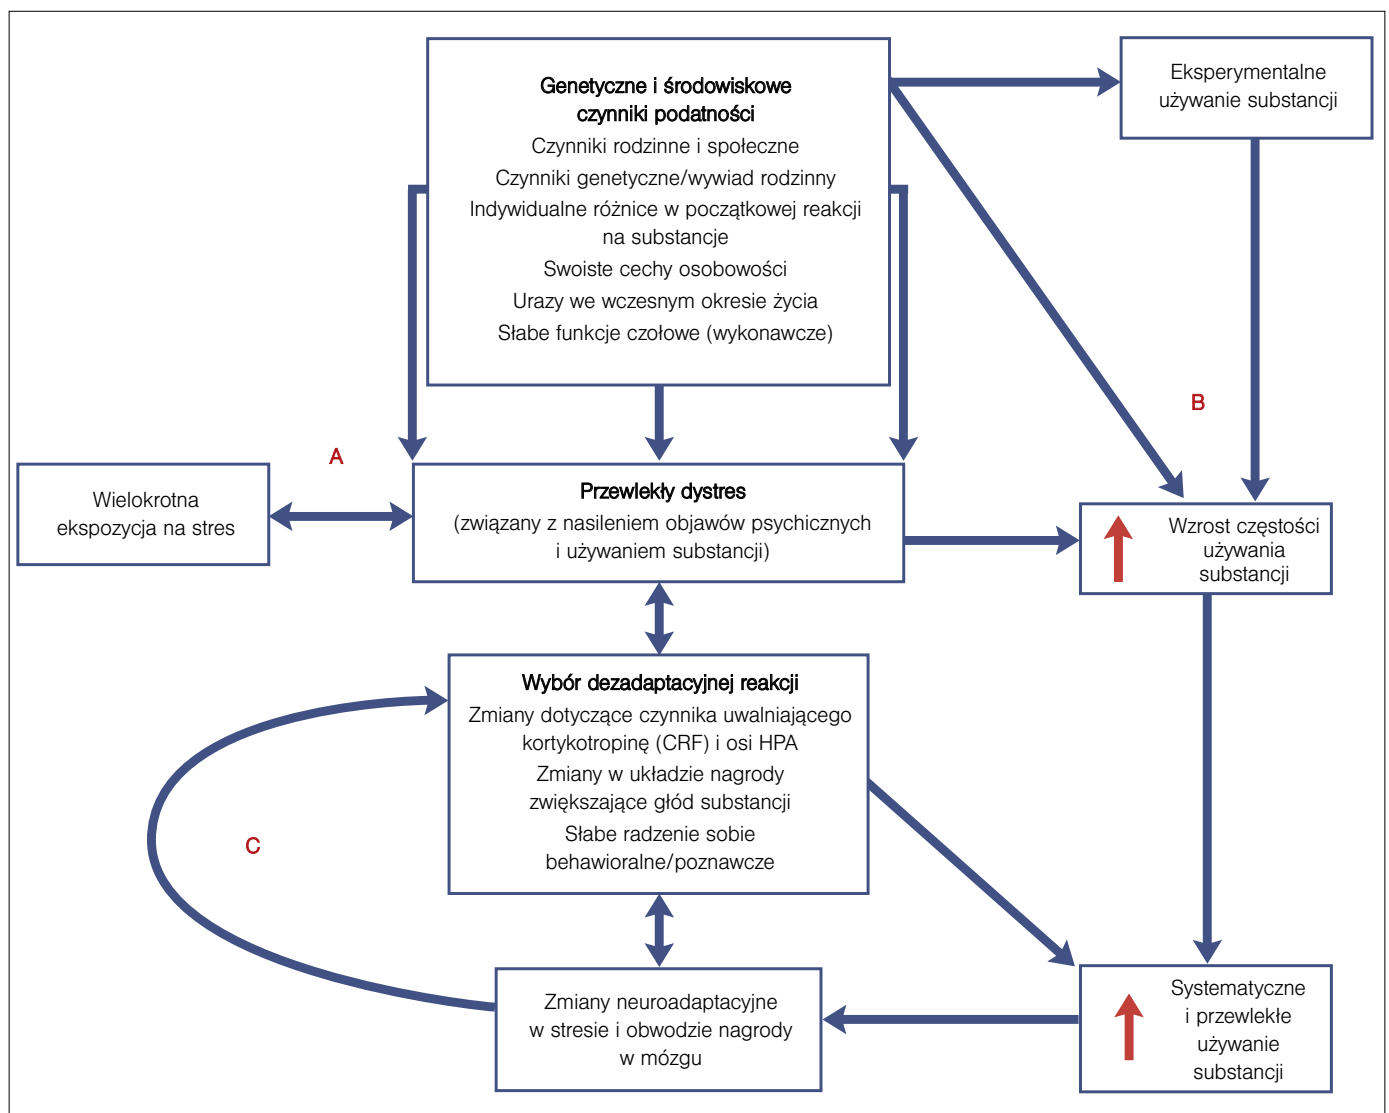 Genetyczne i środowiskowe
czynniki podatności
Czynniki rodzinne i społeczne
Czynniki genetyczne/wywiad rodzinny
Indywidualne różnice w początkowej reakcji
na substancje
Swoiste cechy osobowości
Urazy we wczesnym okresie życia
Słabe funkcje czołowe (wykonawcze)
Eksperymentalne
używanie substancji
B
A
Wielokrotna
ekspozycja na stres
Przewlekły dystres
(związany z nasileniem objawów psychicznych
i używaniem substancji)
Wzrost częstości
używania
substancji
Wybór dezadaptacyjnej reakcji
Zmiany dotyczące czynnika uwalniającego
kortykotropinę (CRF) i osi HPA
Zmiany w układzie nagrody
zwiększające głód substancji
Słabe radzenie sobie
behawioralne/poznawcze
C
Zmiany neuroadaptacyjne
w stresie i obwodzie nagrody
w mózgu
Systematyczne
i przewlekłe
używanie
substancji